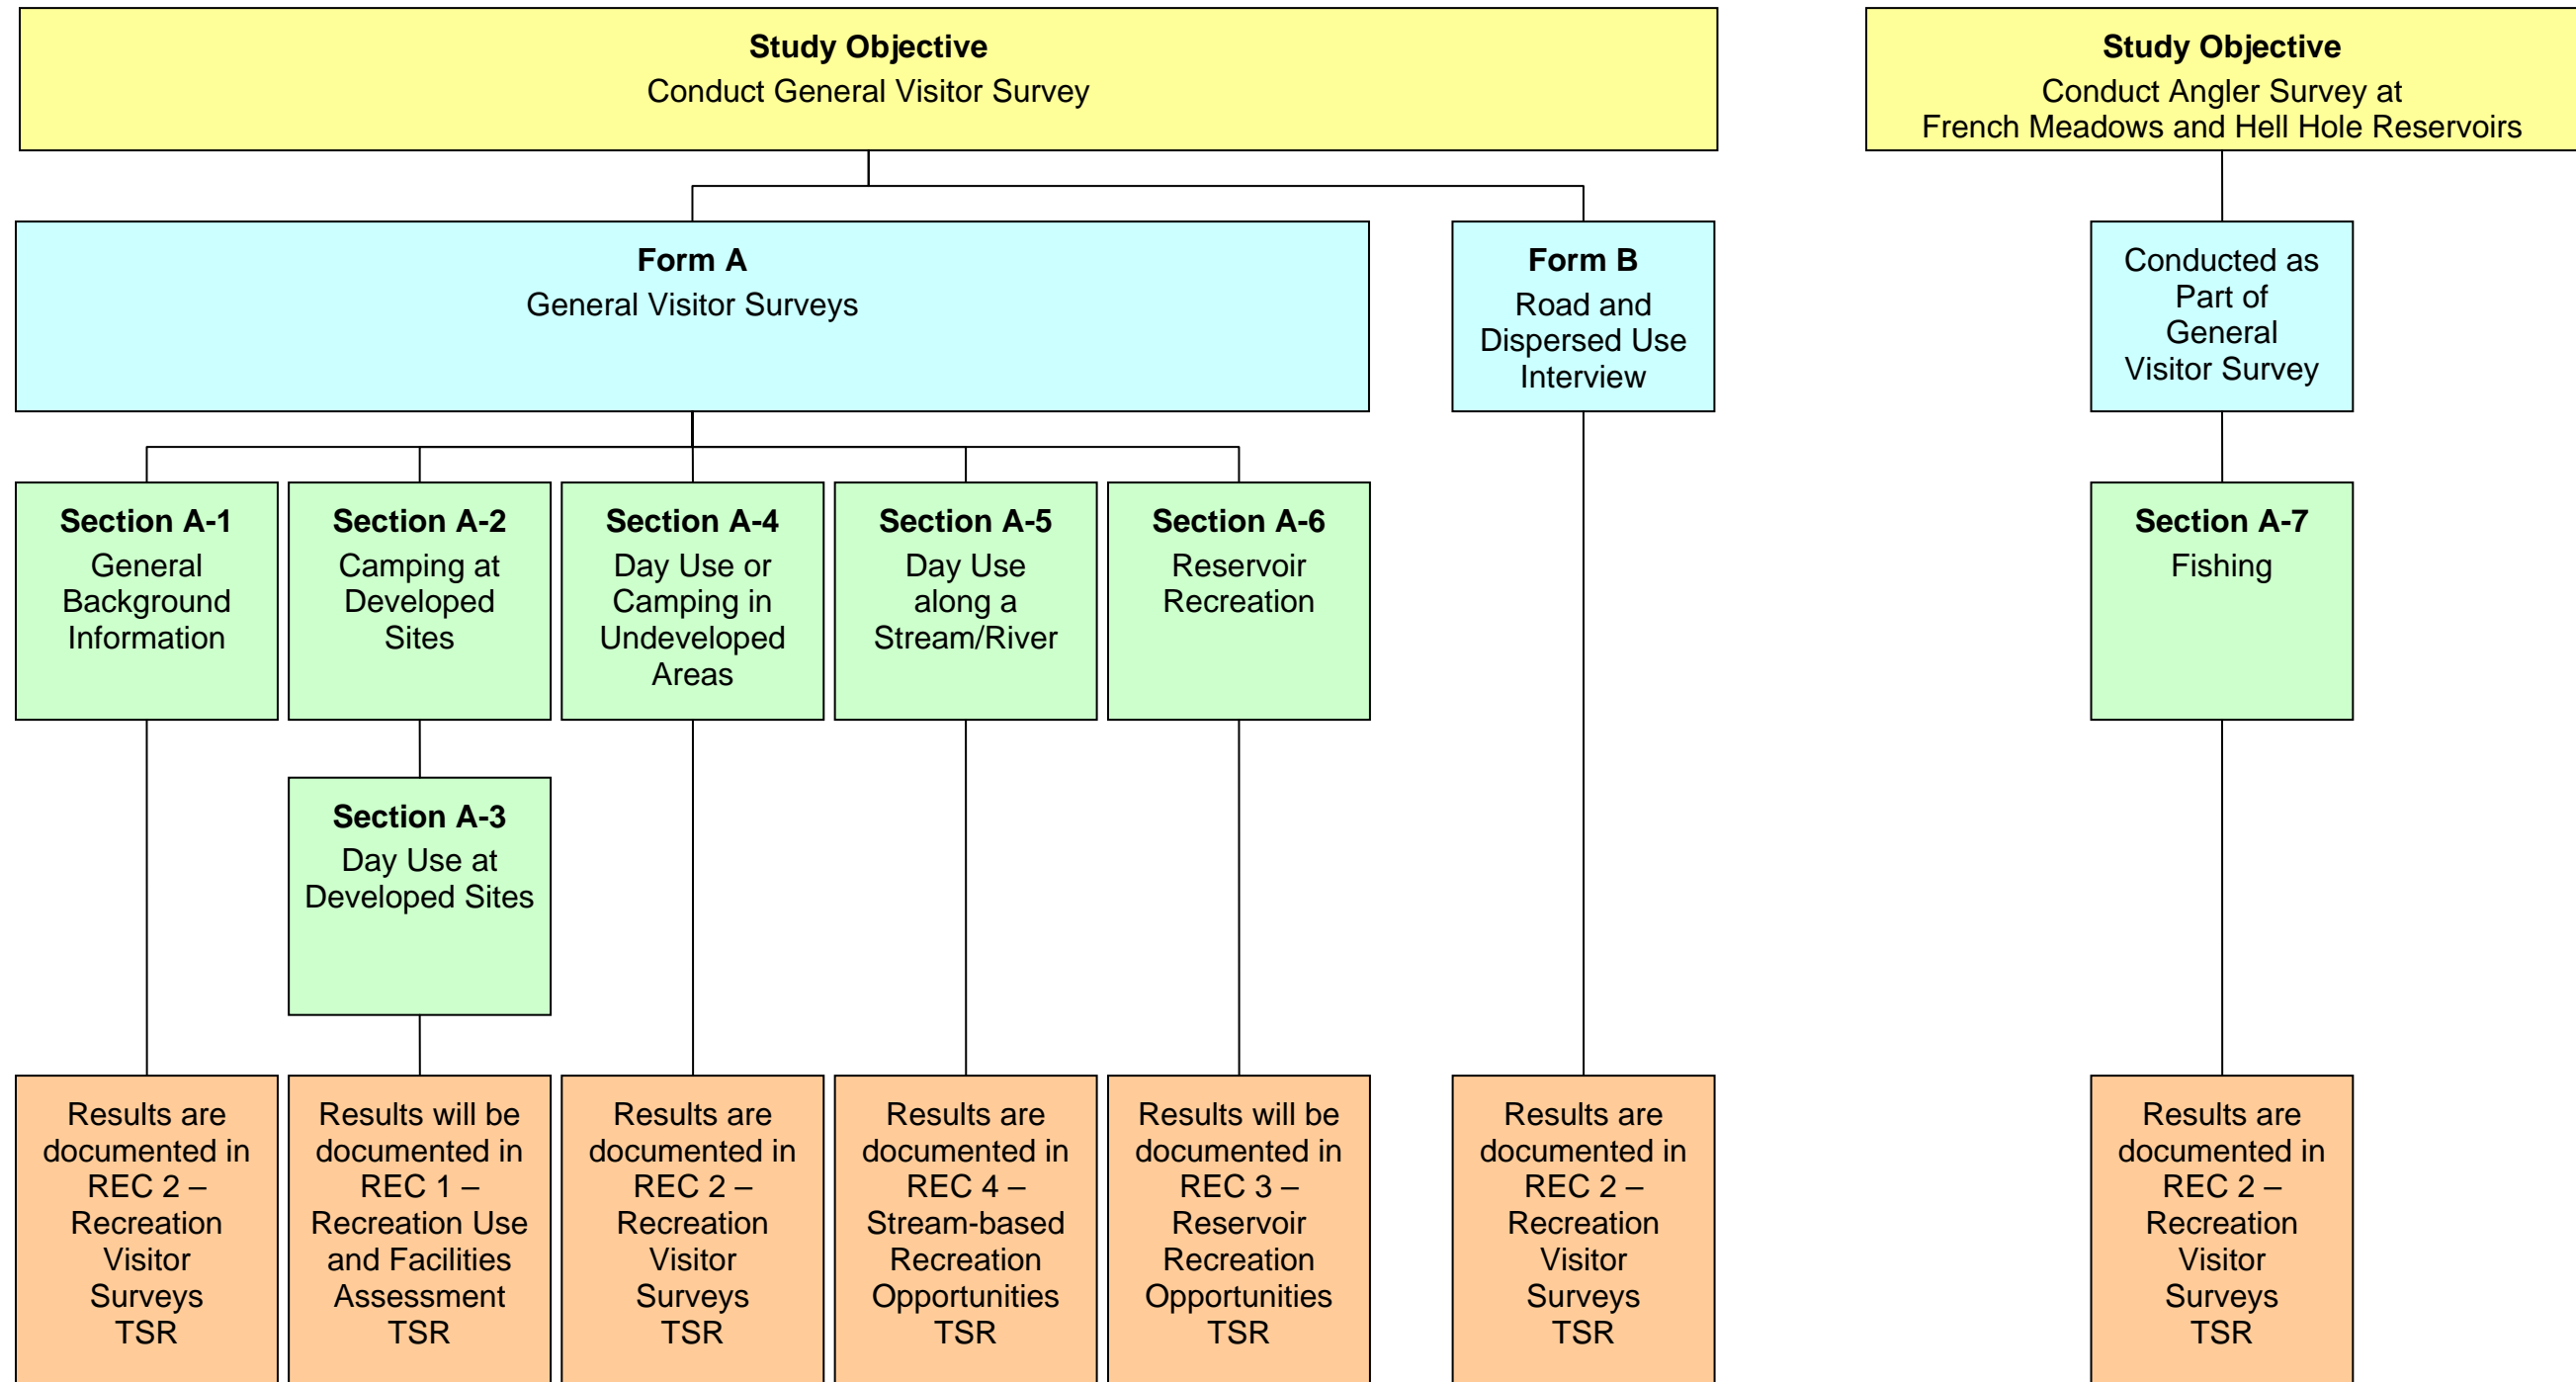 Study Objective
Conduct General Visitor Survey
Study Objective
Conduct Angler Survey at
French Meadows and Hell Hole Reservoirs
Form A
General Visitor Surveys
Form B
Road and
Dispersed Use
Interview
Conducted as
Part of
General
Visitor Survey
Section A-1
General
Background
Information
Section A-2
Camping at
Developed
Sites
Section A-4
Day Use or
Camping in
Undeveloped
Areas
Section A-5
Day Use
along a
Stream/River
Section A-6
Reservoir
Recreation
Section A-7
Fishing
Section A-3
Day Use at
Developed Sites
Results are
documented in
REC 2 –
Recreation
Visitor
Surveys
TSR
Results will be
documented in
REC 1 –
Recreation Use
and Facilities
Assessment
TSR
Results are
documented in
REC 2 –
Recreation
Visitor
Surveys
TSR
Results are
documented in
REC 4 –
Stream-based
Recreation
Opportunities
TSR
Results will be
documented in
REC 3 –
Reservoir
Recreation
Opportunities
TSR
Results are
documented in
REC 2 –
Recreation
Visitor
Surveys
TSR
Results are
documented in
REC 2 –
Recreation
Visitor
Surveys
TSR